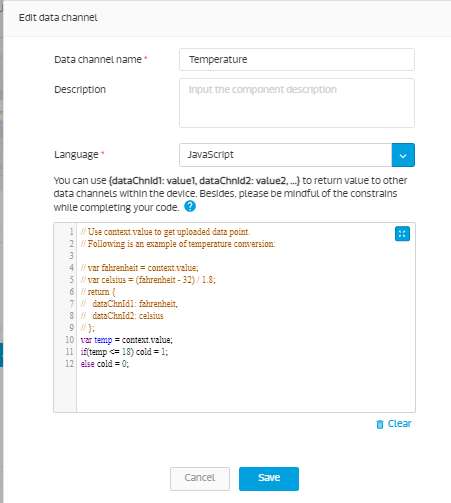 Edit data channel
Data channel name *
Temperature
Description
Input the component description
Language *
JavaScript
You can use {dataChnId1: value1, dataChnId2: value2, ...} to return value to other
data channels within the device. Besides, please be mindful of the constrains
while completing your code. ?
1 // Use context.value to get uploaded data point.
2 // Following is an example of temperature conversion:
3
4 // var fahrenheit = context.value;
5 // var celsius = (fahrenheit - 32) / 1.8;
6 // return {
7 //   dataChnId1: fahrenheit,
8 //   dataChnId2: celsius
9 // };
10 var temp = context.value;
11 if(temp <= 18) cold = 1;
12 else cold = 0;
Clear
Cancel
Save